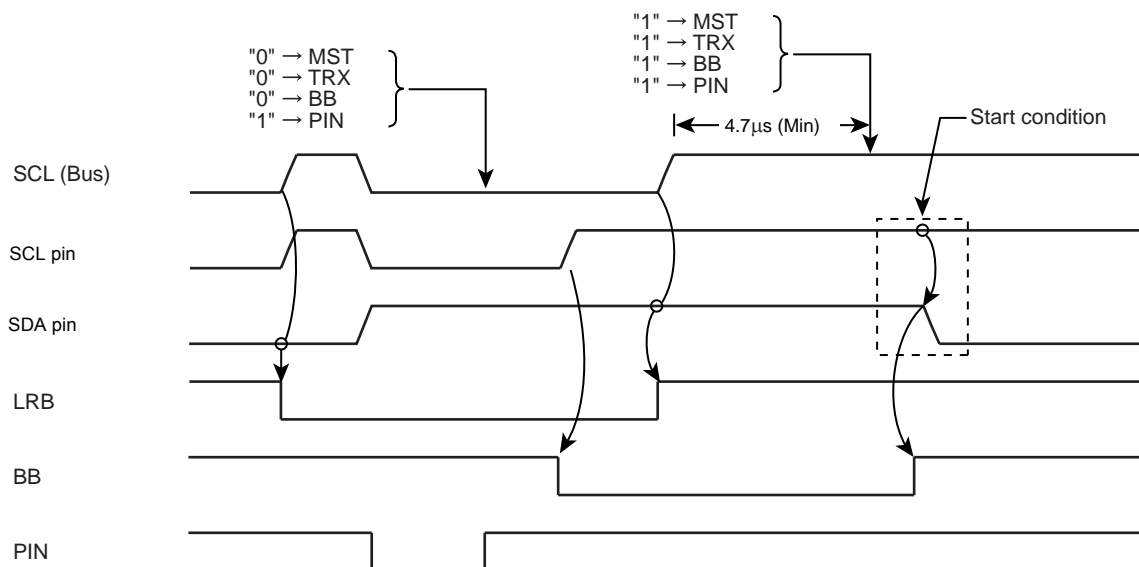 "0" → MST
"0" → TRX
"0" → BB
"1" → PIN
"1" → MST
"1" → TRX
"1" → BB
"1" → PIN
4.7μs (Min)
Start condition
SCL (Bus)
SCL pin
SDA pin
LRB
BB
PIN